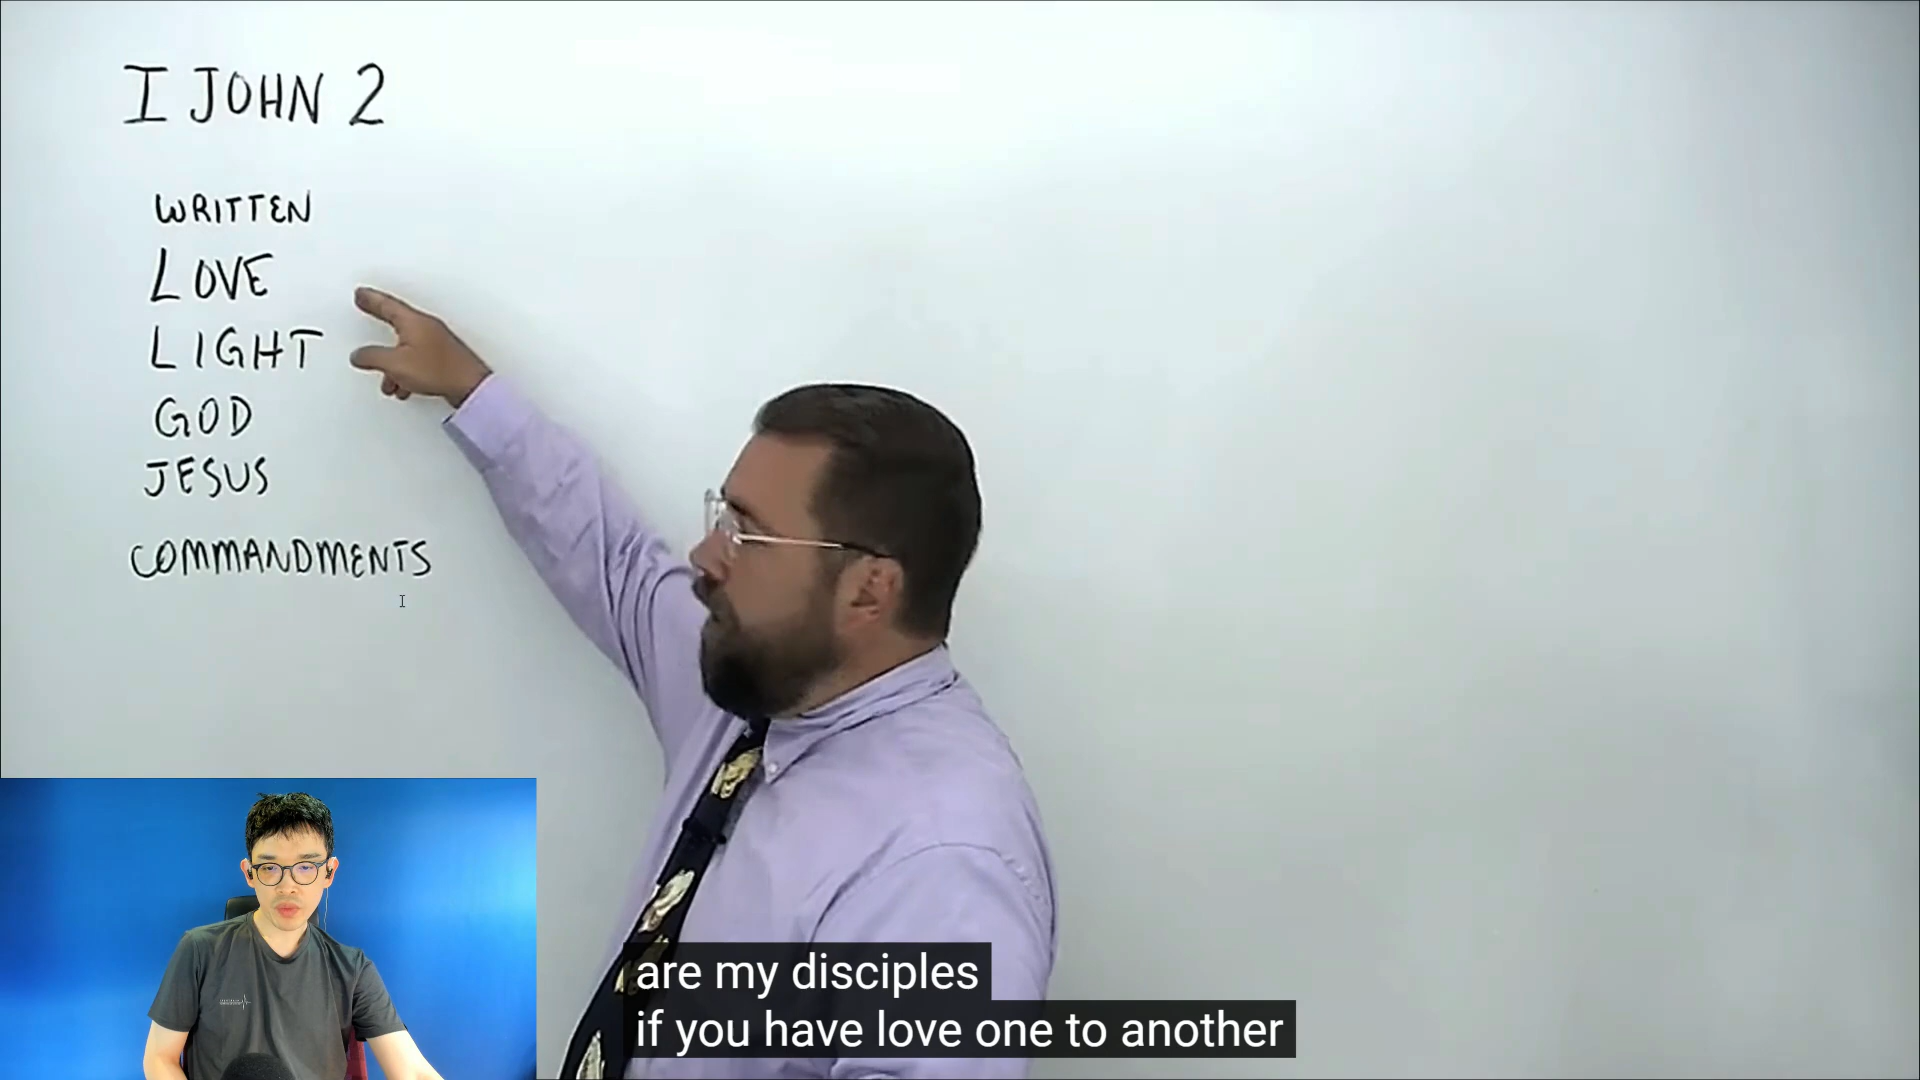 I JOHN 2
WRITTEN
LOVE
LIGHT
GOD
JESUS
COMMANDMENTS
are my disciples
if you have love one to another